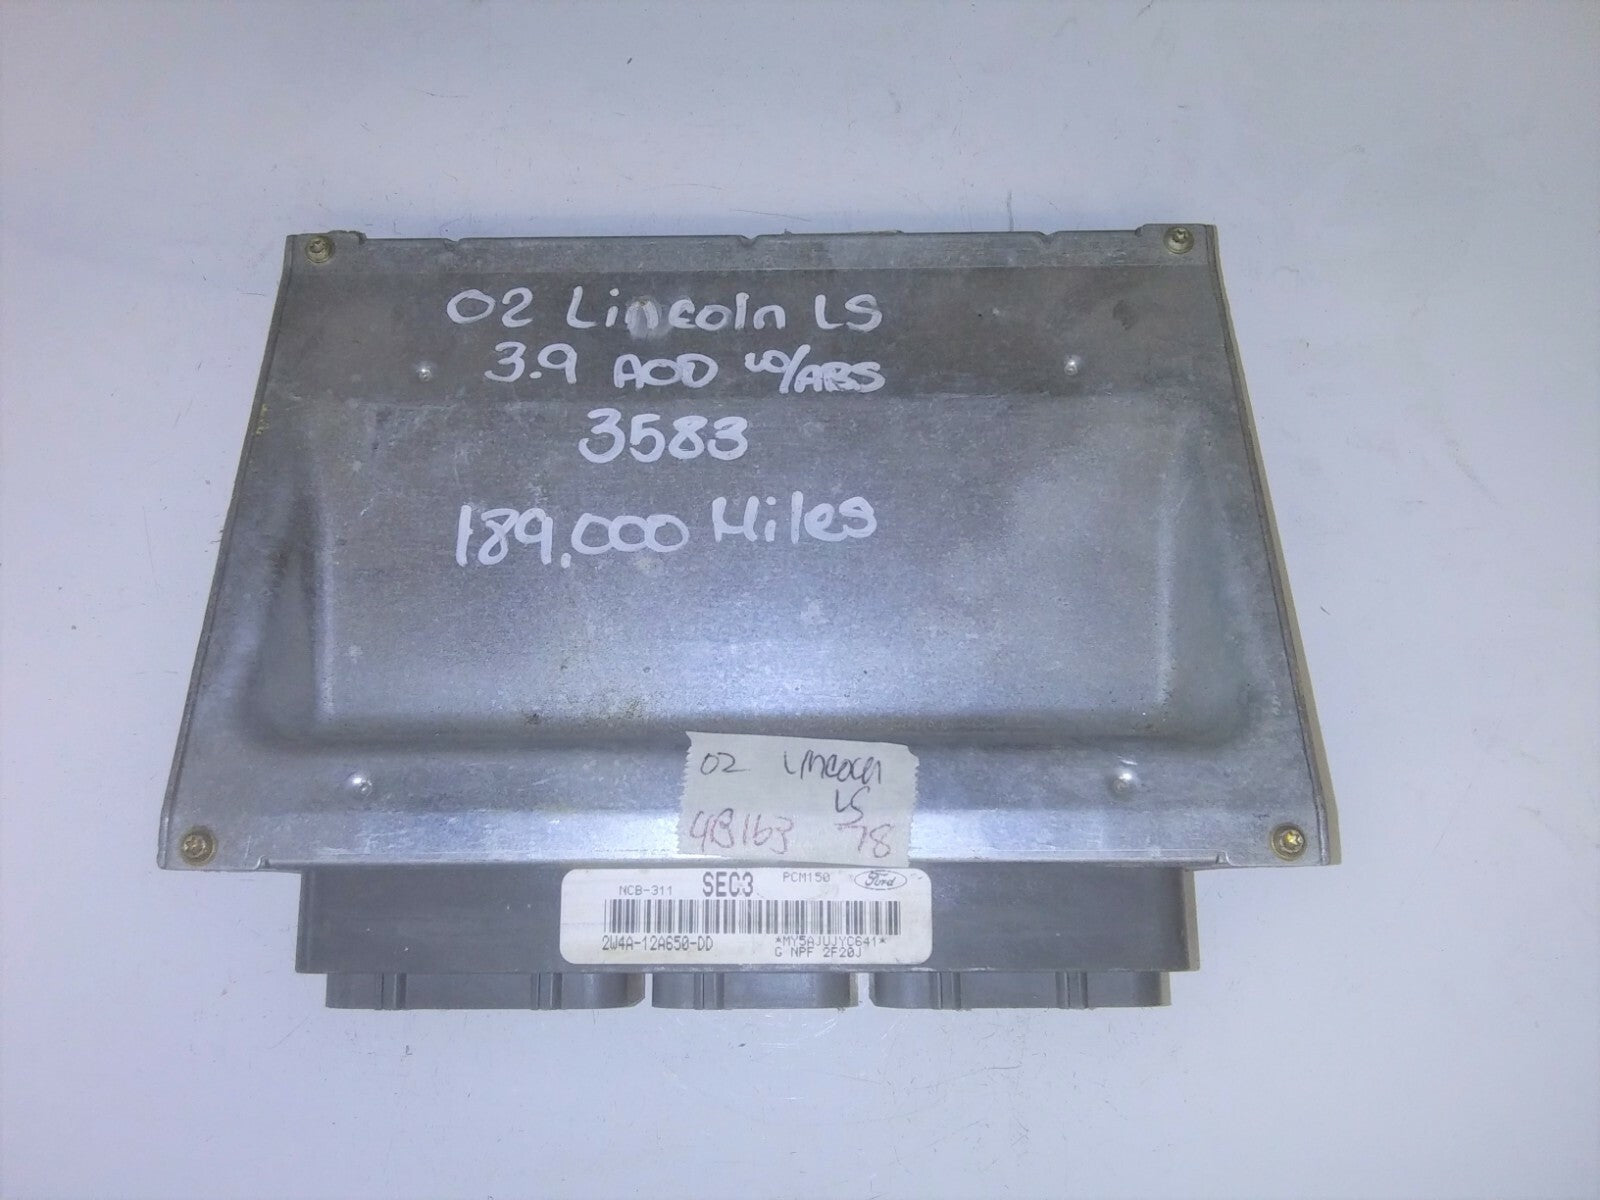 02 Lincoln LS
3.9 AOD w/ABS
3583
189,000 Miles
02 Lincoln
LS
4B163 78
NCB-311 SEC3 PCM150 Ford
2W4A-12A650-DD *MY5AJUJYC641*
G NPF 2F20J